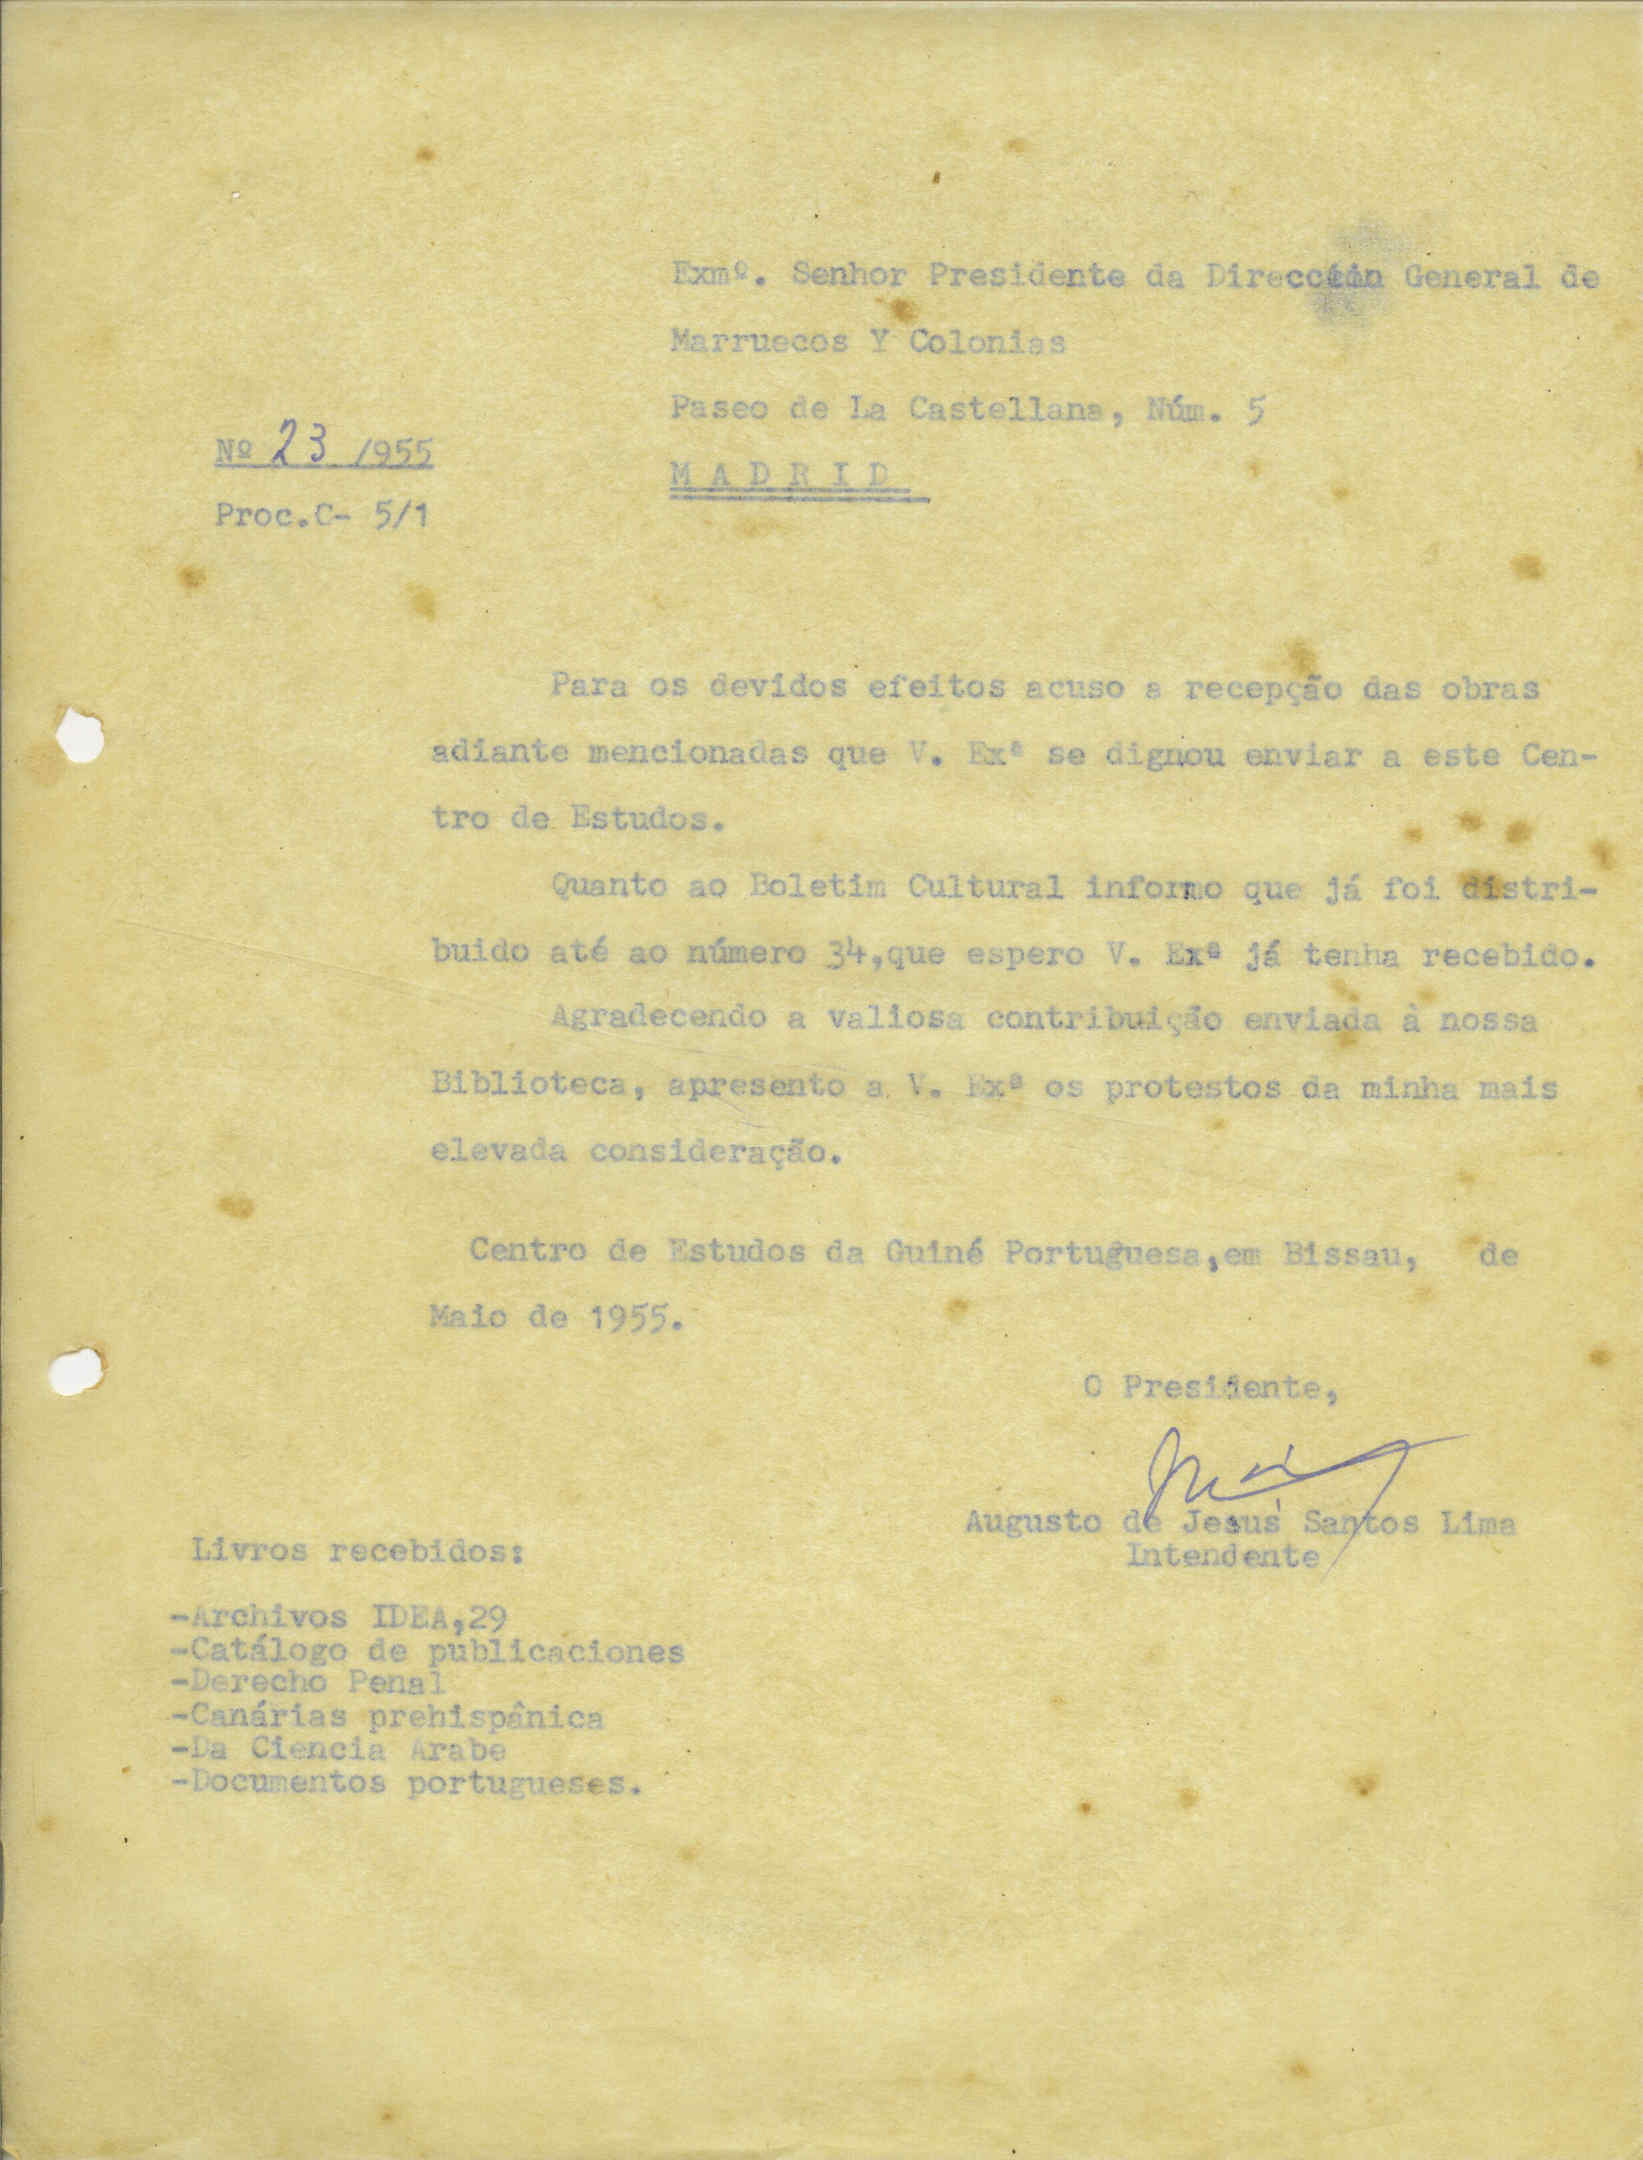 Exmº. Senhor Presidente da Dirección General de
Marruecos Y Colonias
Paseo de La Castellana, Núm. 5
M A D R I D
Nº 23 /955
Proc.C- 5/1
Para os devidos efeitos acuso a recepção das obras
adiante mencionadas que V. Exª se dignou enviar a este Cen-
tro de Estudos.
Quanto ao Boletim Cultural informo que já foi distri-
buido até ao número 34,que espero V. Exª já tenha recebido.
Agradecendo a valiosa contribuição enviada à nossa
Biblioteca, apresento a V. Exª os protestos da minha mais
elevada consideração.
Centro de Estudos da Guiné Portuguesa,em Bissau,   de
Maio de 1955.
O Presidente,
Augusto de Jesus Santos Lima
Intendente
Livros recebidos:
-Archivos IDEA,29
-Catálogo de publicaciones
-Derecho Penal
-Canárias prehispânica
-Da Ciencia Arabe
-Documentos portugueses.